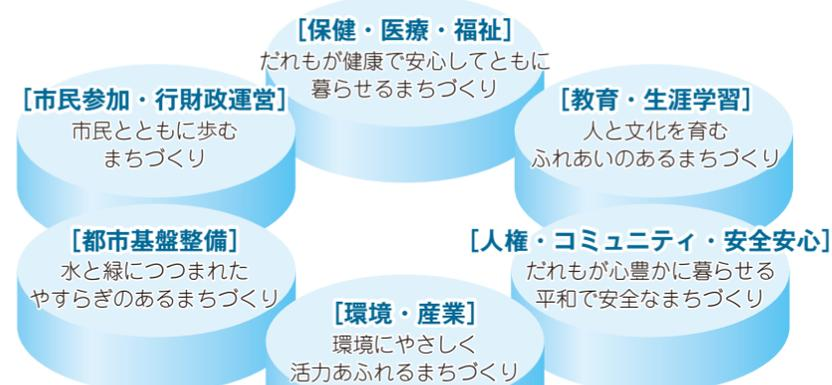 [保健・医療・福祉]
だれもが健康で安心してともに
暮らせるまちづくり
[市民参加・行財政運営]
市民とともに歩む
まちづくり
[教育・生涯学習]
人と文化を育む
ふれあいのあるまちづくり
[都市基盤整備]
水と緑につつまれた
やすらぎのあるまちづくり
[人権・コミュニティ・安全安心]
だれもが心豊かに暮らせる
平和で安全なまちづくり
[環境・産業]
環境にやさしく
活力あふれるまちづくり